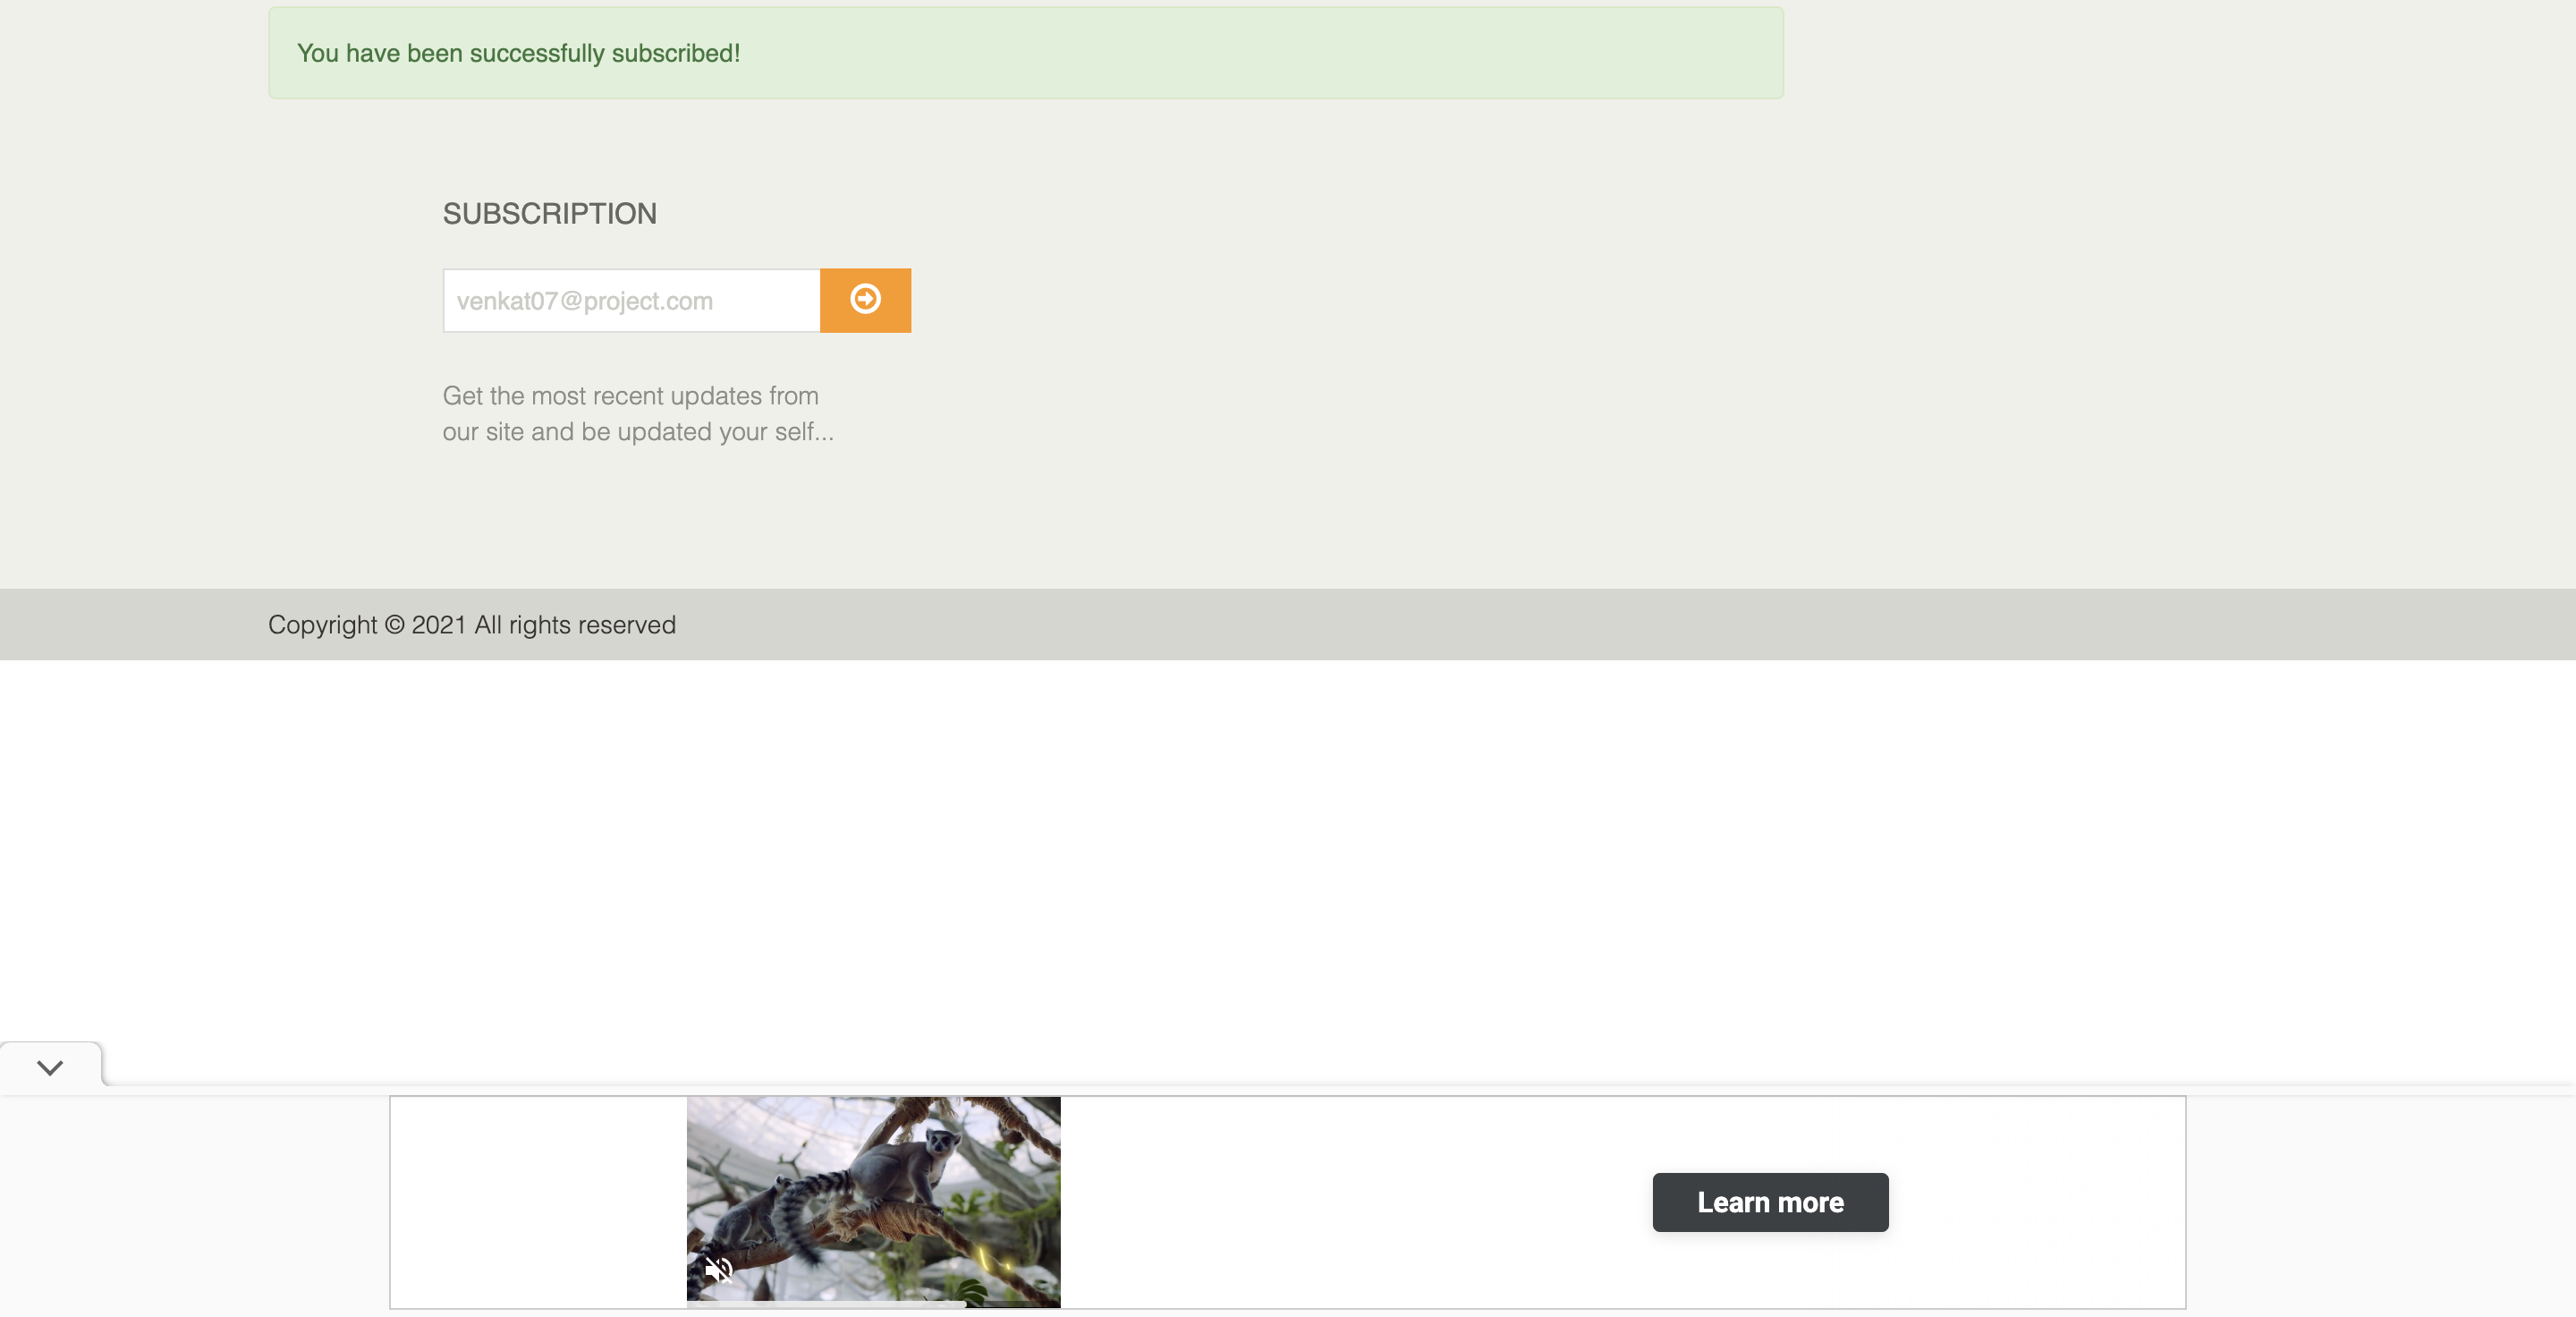 You have been successfully subscribed!
SUBSCRIPTION
venkat07@project.com
Get the most recent updates from
our site and be updated your self...
Copyright © 2021 All rights reserved
Learn more